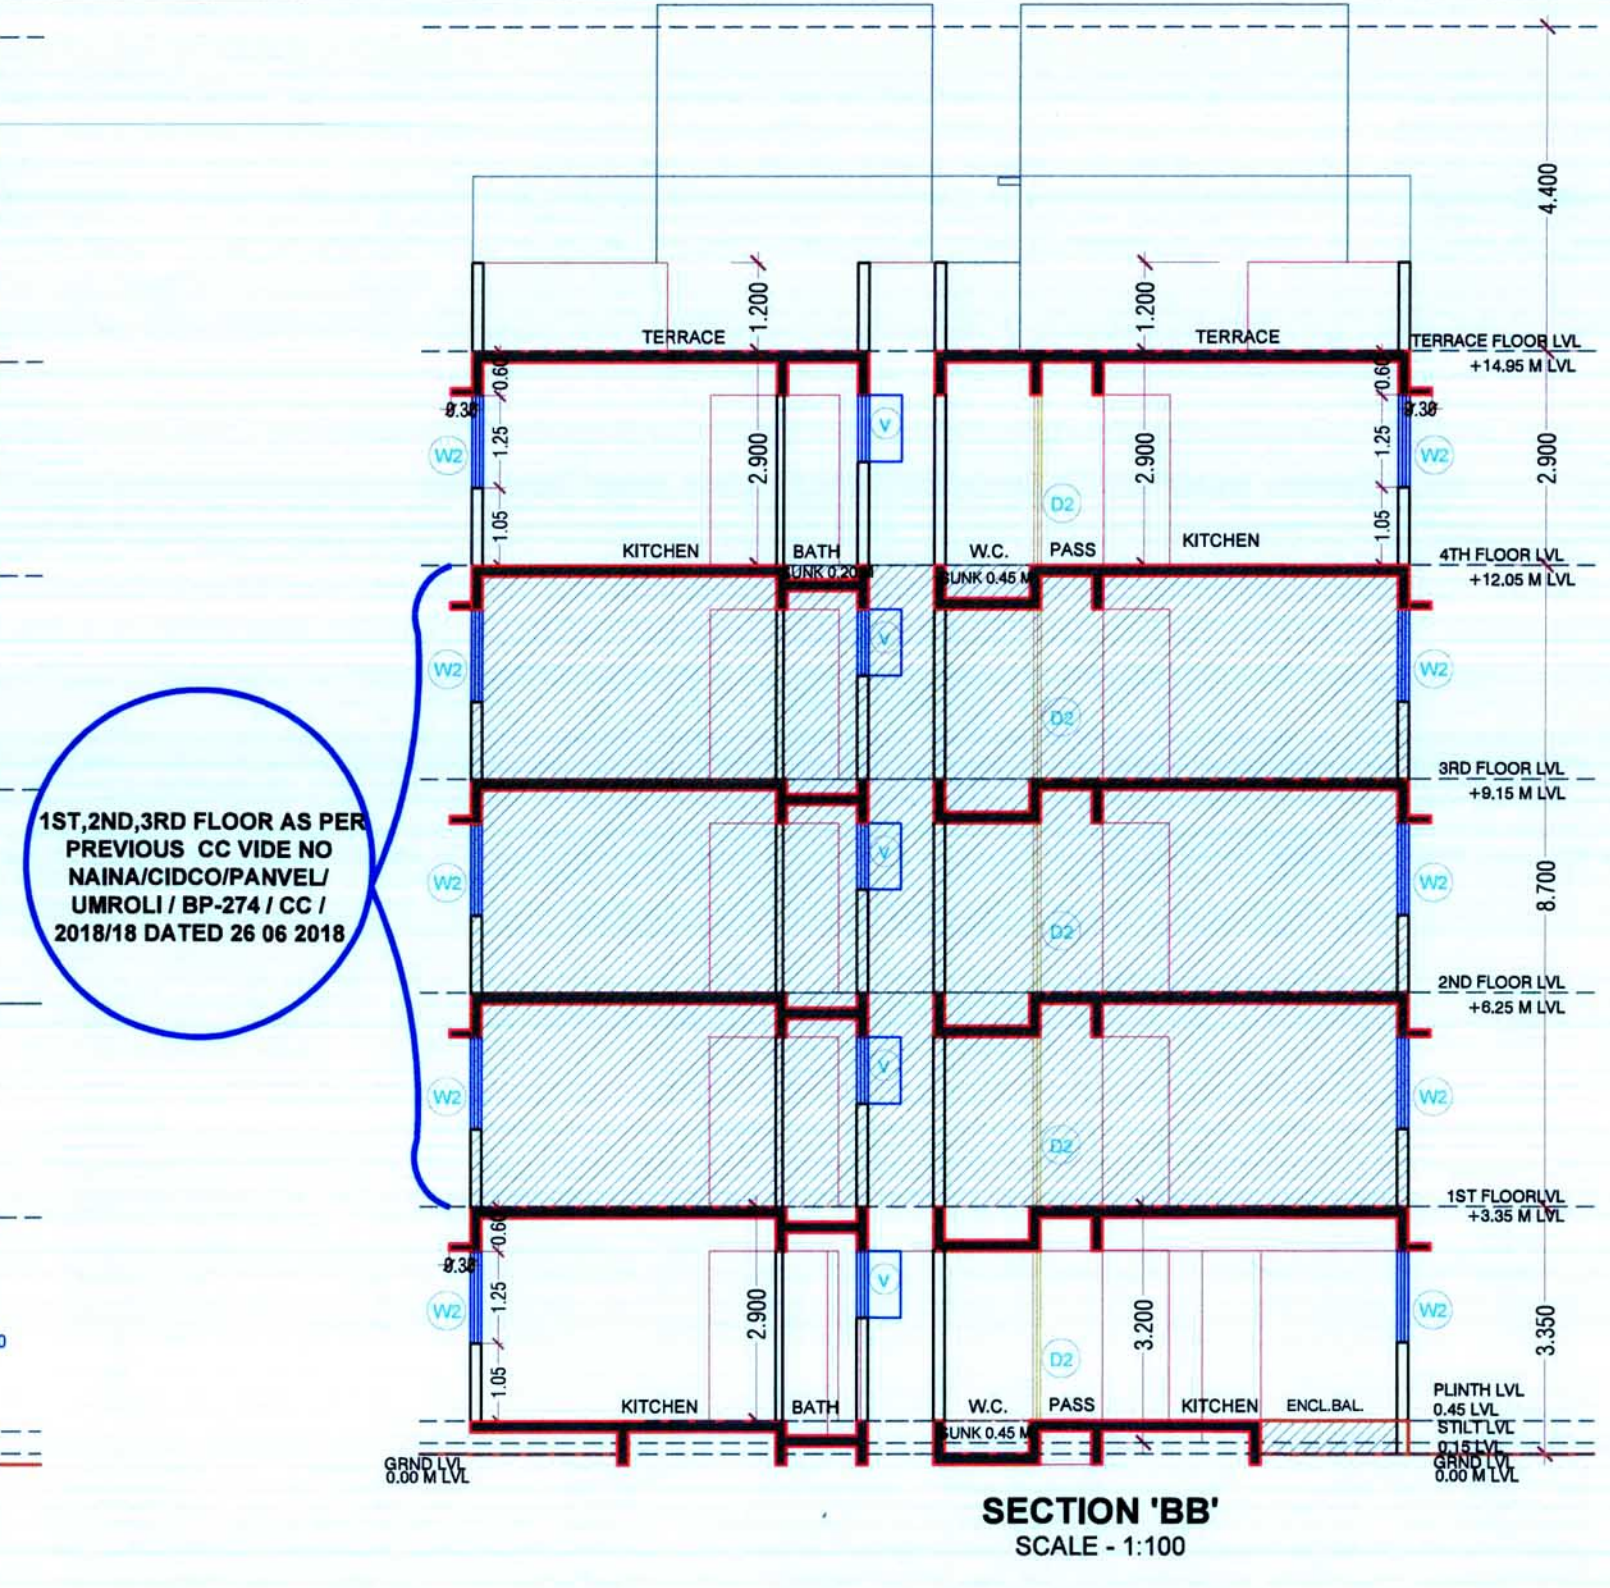 4.400
1.200
1.200
TERRACE
TERRACE
TERRACE FLOOR LVL
+14.95 M LVL
0.60
0.60
W2
1.25
2.900
V
2.900
1.25
W2
2.900
D2
1.05
1.05
KITCHEN
BATH
W.C.
PASS
KITCHEN
4TH FLOOR LVL
SUNK 0.20 M
SUNK 0.45 M
+12.05 M LVL
V
W2
W2
D2
3RD FLOOR LVL
+9.15 M LVL
1ST,2ND,3RD FLOOR AS PER
PREVIOUS CC VIDE NO
NAINA/CIDCO/PANVEL/
UMROLI / BP-274 / CC /
2018/18 DATED 26 06 2018
V
W2
W2
8.700
D2
2ND FLOOR LVL
+6.25 M LVL
V
W2
W2
D2
1ST FLOOR LVL
+3.35 M LVL
0.60
V
W2
1.25
2.900
3.200
W2
3.350
D2
1.05
KITCHEN
BATH
W.C.
PASS
KITCHEN
ENCL.BAL.
PLINTH LVL
0.45 LVL
SUNK 0.45 M
STILT LVL
0.15 LVL
GRND LVL
0.00 M LVL
GRND LVL
0.00 M LVL
SECTION 'BB'
SCALE - 1:100